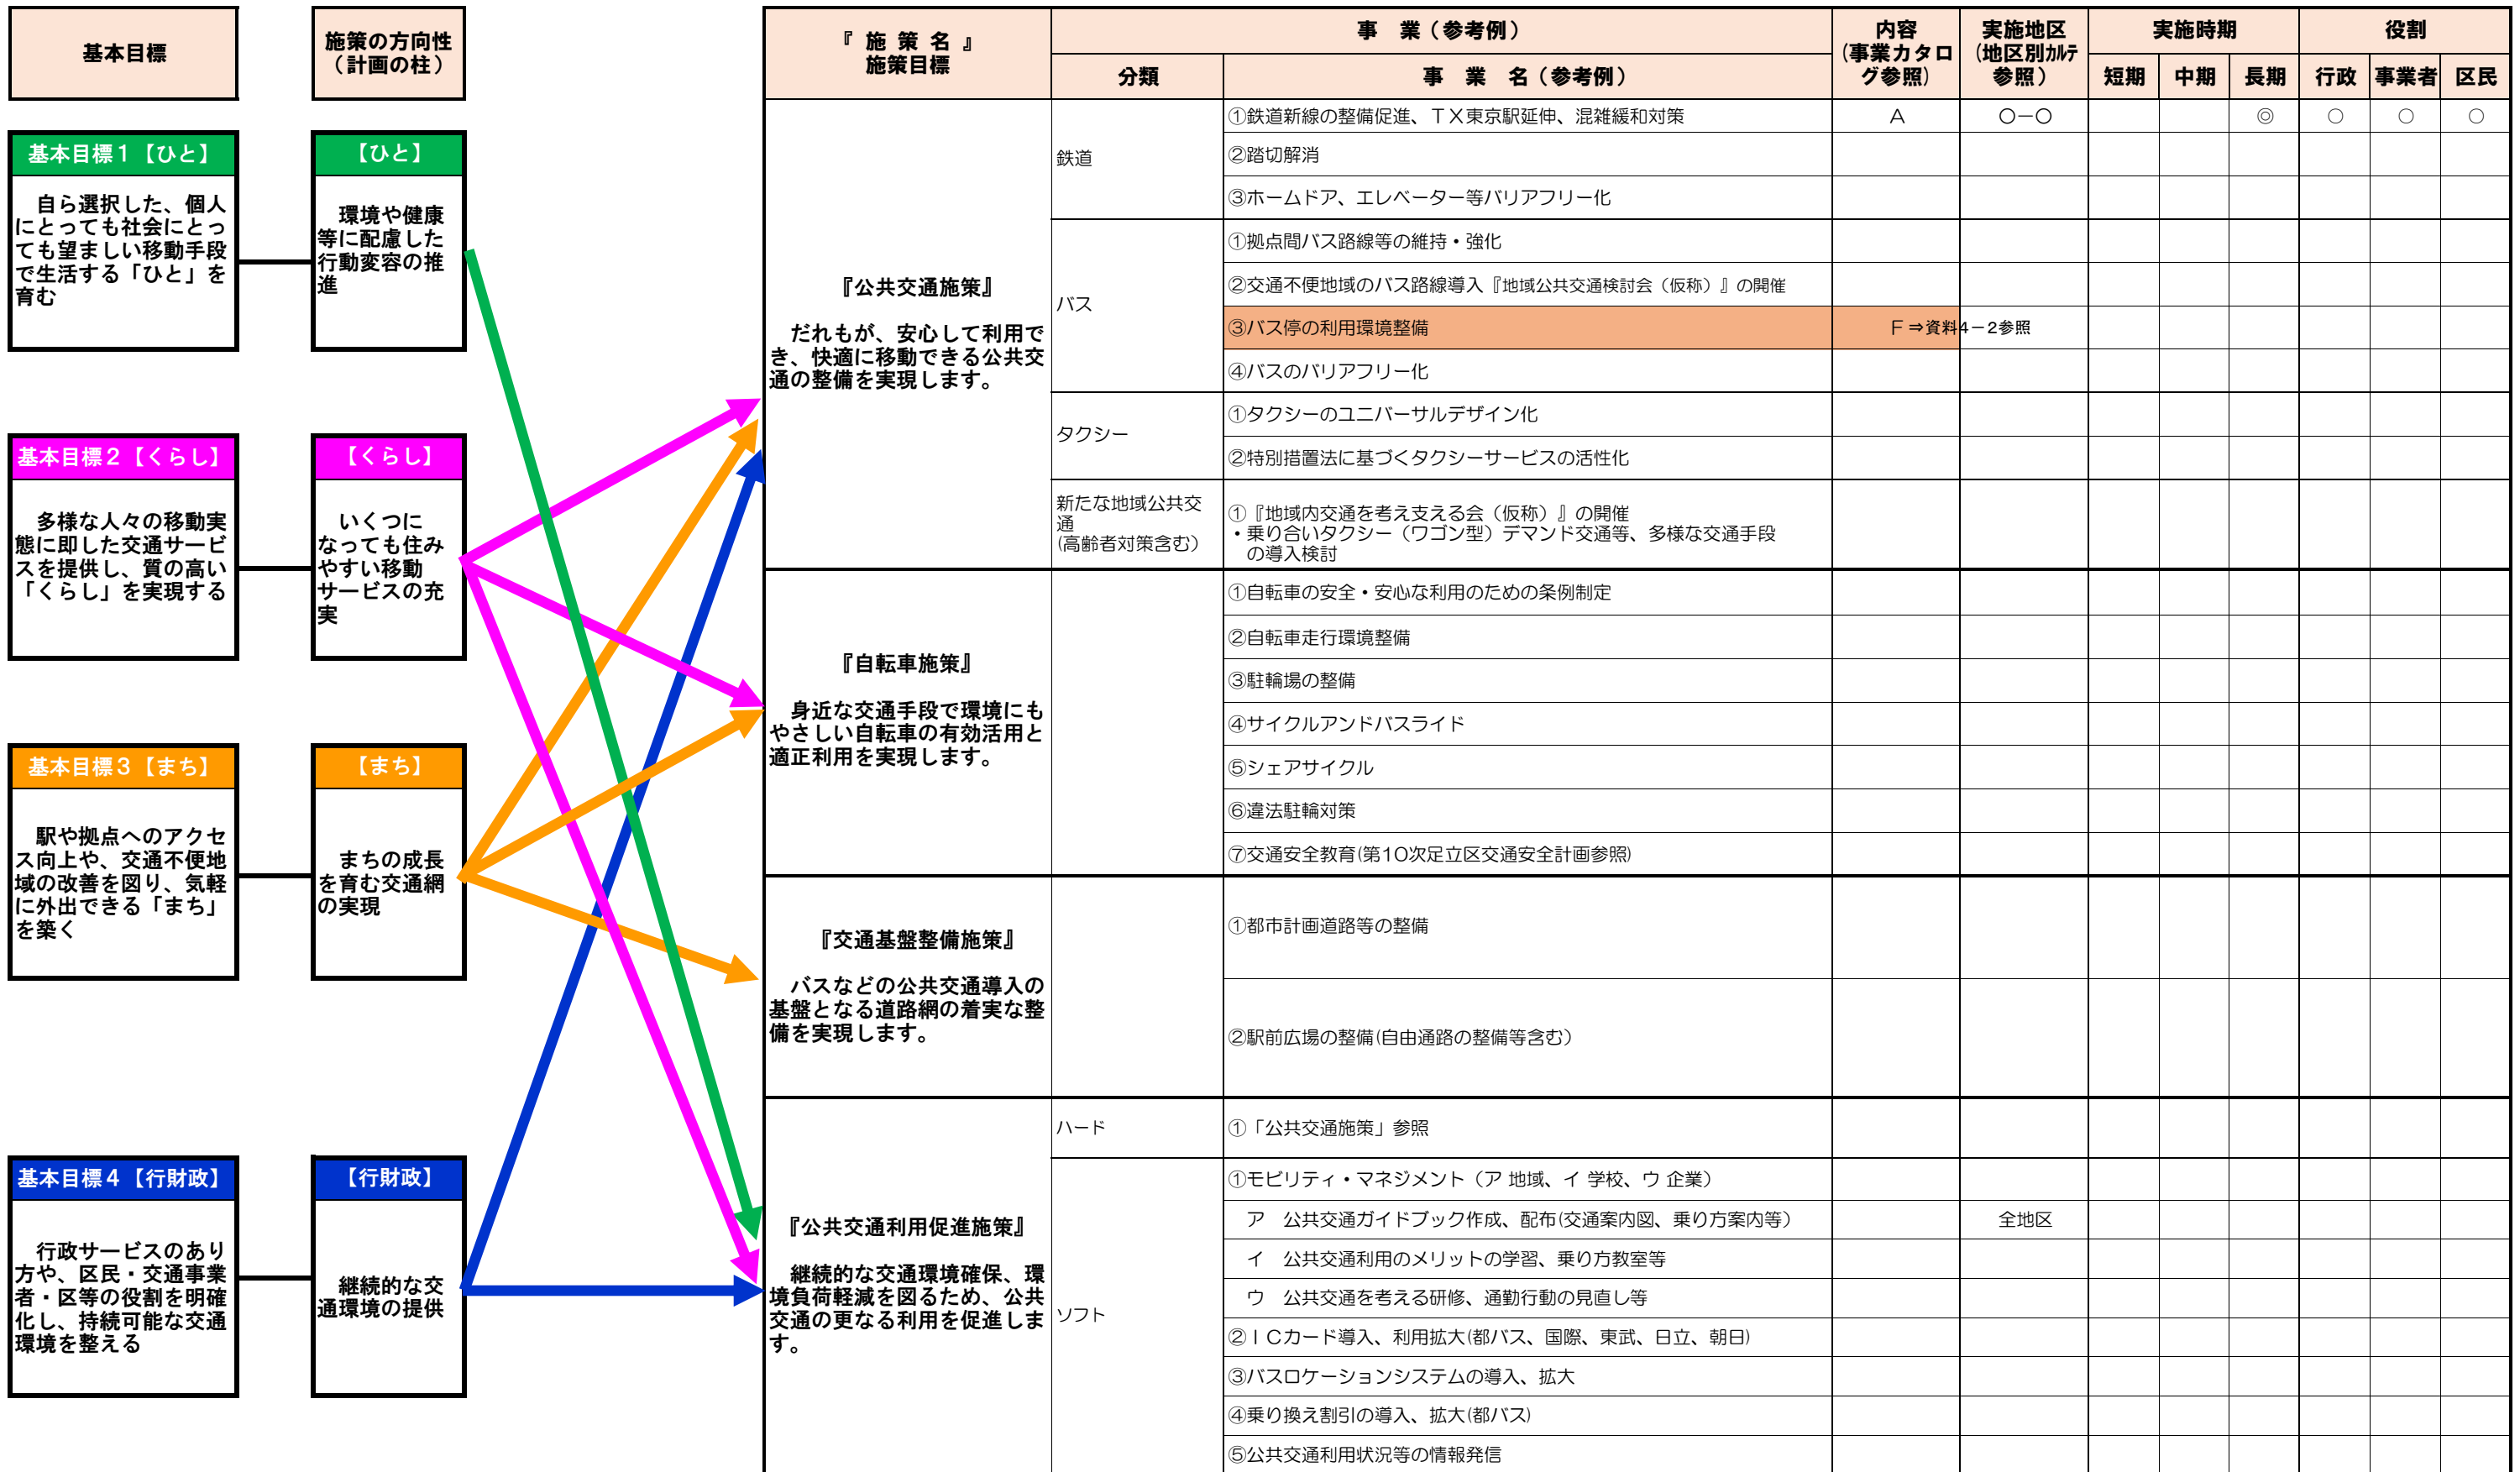 基本目標
施策の方向性
（計画の柱）
基本目標１【ひと】
自ら選択した、個人
にとっても社会にとっ
ても望ましい移動手段
で生活する「ひと」を
育む
【ひと】
環境や健康
等に配慮した
行動変容の推
進
基本目標２【くらし】
多様な人々の移動実
態に即した交通サービ
スを提供し、質の高い
「くらし」を実現する
【くらし】
いくつに
なっても住み
やすい移動
サービスの充
実
基本目標３【まち】
駅や拠点へのアクセ
ス向上や、交通不便地
域の改善を図り、気軽
に外出できる「まち」
を築く
【まち】
まちの成長
を育む交通網
の実現
基本目標４【行財政】
行政サービスのあり
方や、区民・交通事業
者・区等の役割を明確
化し、持続可能な交通
環境を整える
【行財政】
継続的な交
通環境の提供
『 施 策 名 』
施策目標
事　業（参考例）
分類
事　業　名（参考例）
内容
(事業カタロ
グ参照)
実施地区
(地区別ｶﾙﾃ
参照）
実施時期
短期 中期 長期
役割
行政 事業者 区民
『公共交通施策』
だれもが、安心して利用で
き、快適に移動できる公共交
通の整備を実現します。
鉄道
①鉄道新線の整備促進、ＴＸ東京駅延伸、混雑緩和対策 Ａ ○－○ ◎ ○ ○ ○
②踏切解消
③ホームドア、エレベーター等バリアフリー化
バス
①拠点間バス路線等の維持・強化
②交通不便地域のバス路線導入『地域公共交通検討会（仮称）』の開催
③バス停の利用環境整備 Ｆ⇒資料4－2参照
④バスのバリアフリー化
タクシー
①タクシーのユニバーサルデザイン化
②特別措置法に基づくタクシーサービスの活性化
新たな地域公共交
通
(高齢者対策含む）
①『地域内交通を考え支える会（仮称）』の開催
・乗り合いタクシー（ワゴン型）デマンド交通等、多様な交通手段
の導入検討
『自転車施策』
身近な交通手段で環境にも
やさしい自転車の有効活用と
適正利用を実現します。
①自転車の安全・安心な利用のための条例制定
②自転車走行環境整備
③駐輪場の整備
④サイクルアンドバスライド
⑤シェアサイクル
⑥違法駐輪対策
⑦交通安全教育(第10次足立区交通安全計画参照)
『交通基盤整備施策』
バスなどの公共交通導入の
基盤となる道路網の着実な整
備を実現します。
①都市計画道路等の整備
②駅前広場の整備(自由通路の整備等含む）
『公共交通利用促進施策』
継続的な交通環境確保、環
境負荷軽減を図るため、公共
交通の更なる利用を促進しま
す。
ハード
①「公共交通施策」参照
ソフト
①モビリティ・マネジメント（ア 地域、イ 学校、ウ 企業）
ア　公共交通ガイドブック作成、配布(交通案内図、乗り方案内等） 全地区
イ　公共交通利用のメリットの学習、乗り方教室等
ウ　公共交通を考える研修、通勤行動の見直し等
②ＩＣカード導入、利用拡大(都バス、国際、東武、日立、朝日)
③バスロケーションシステムの導入、拡大
④乗り換え割引の導入、拡大(都バス)
⑤公共交通利用状況等の情報発信